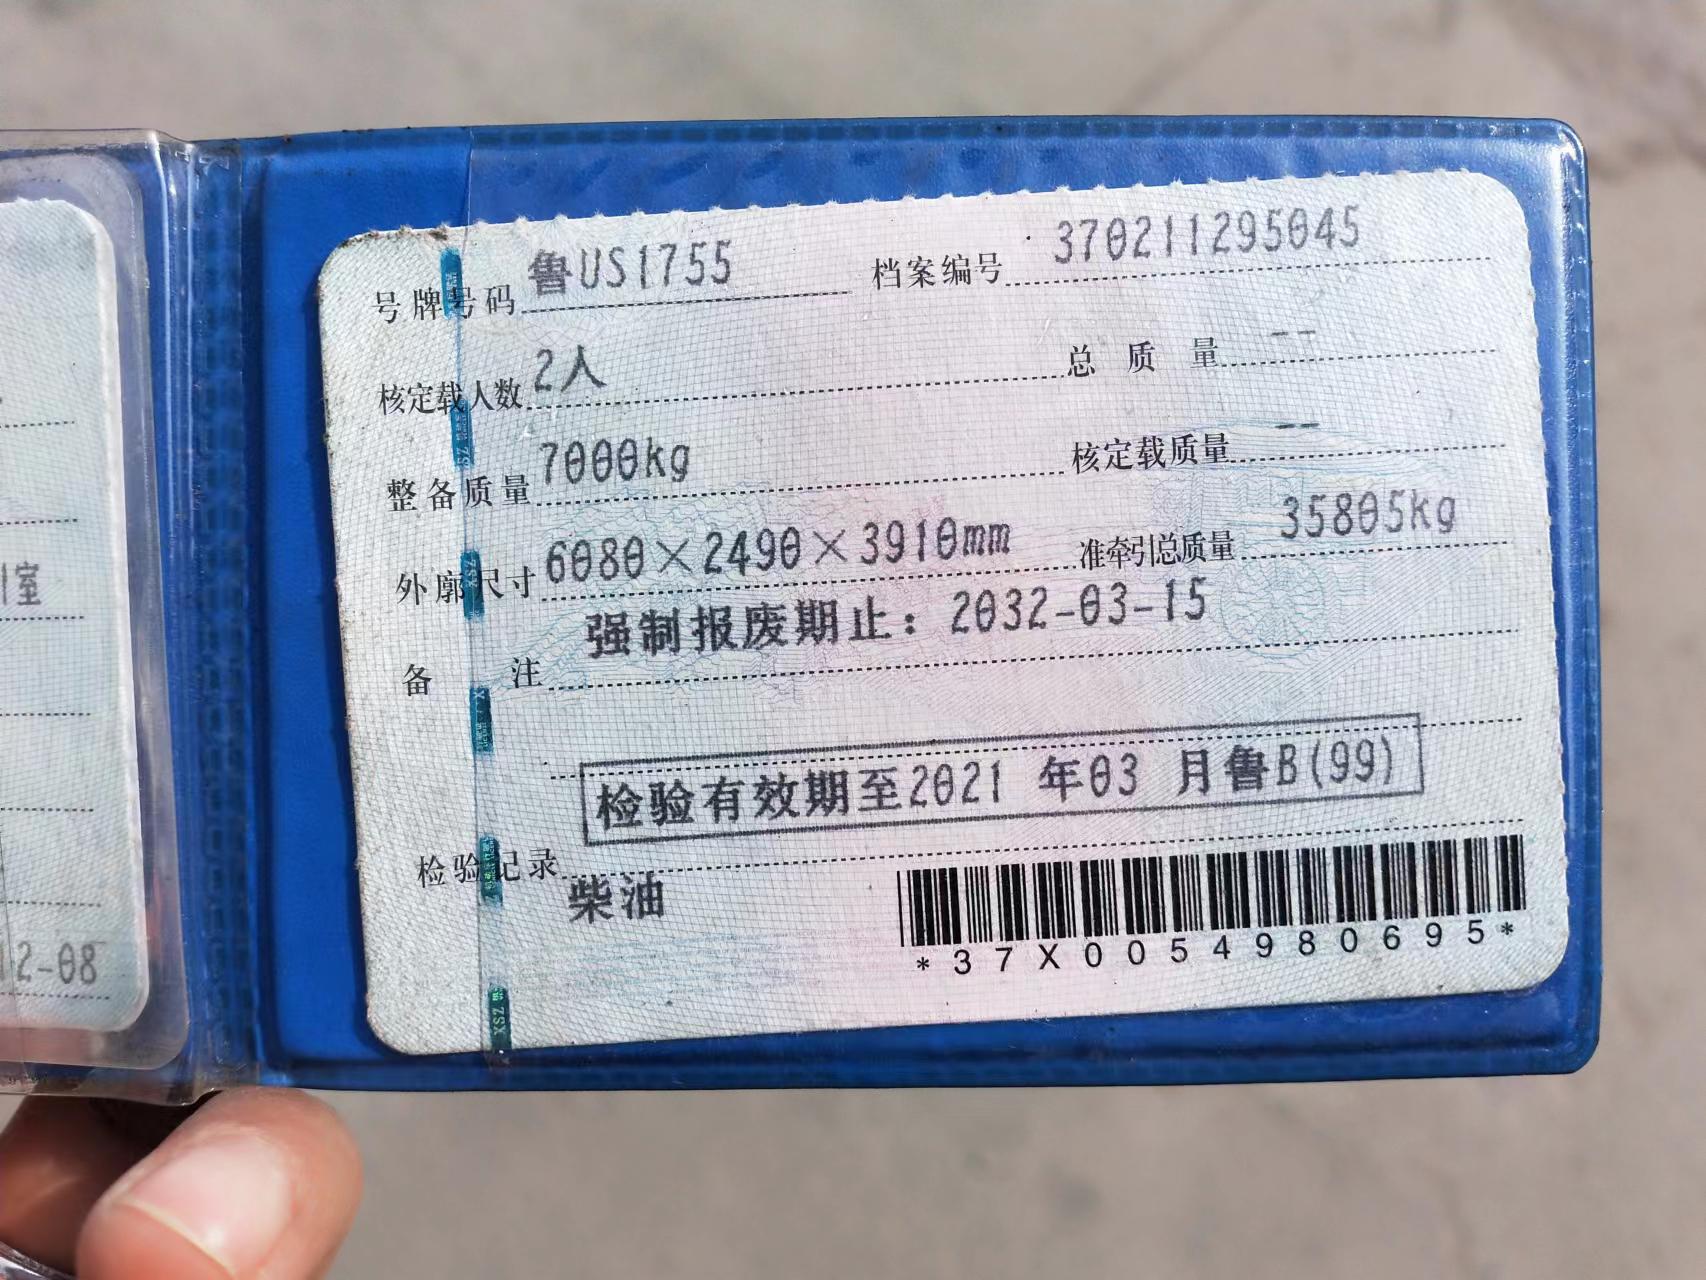 号牌号码 鲁US1755 档案编号 370211295045
核定载人数 2人 总质量 --
整备质量 7000kg 核定载质量 --
外廓尺寸 6080×2490×3910mm 准牵引总质量 35805kg
备注 强制报废期止：2032-03-15
检验有效期至2021 年03 月鲁B(99)
检验记录
柴油
*37X0054980695*
室
12-08